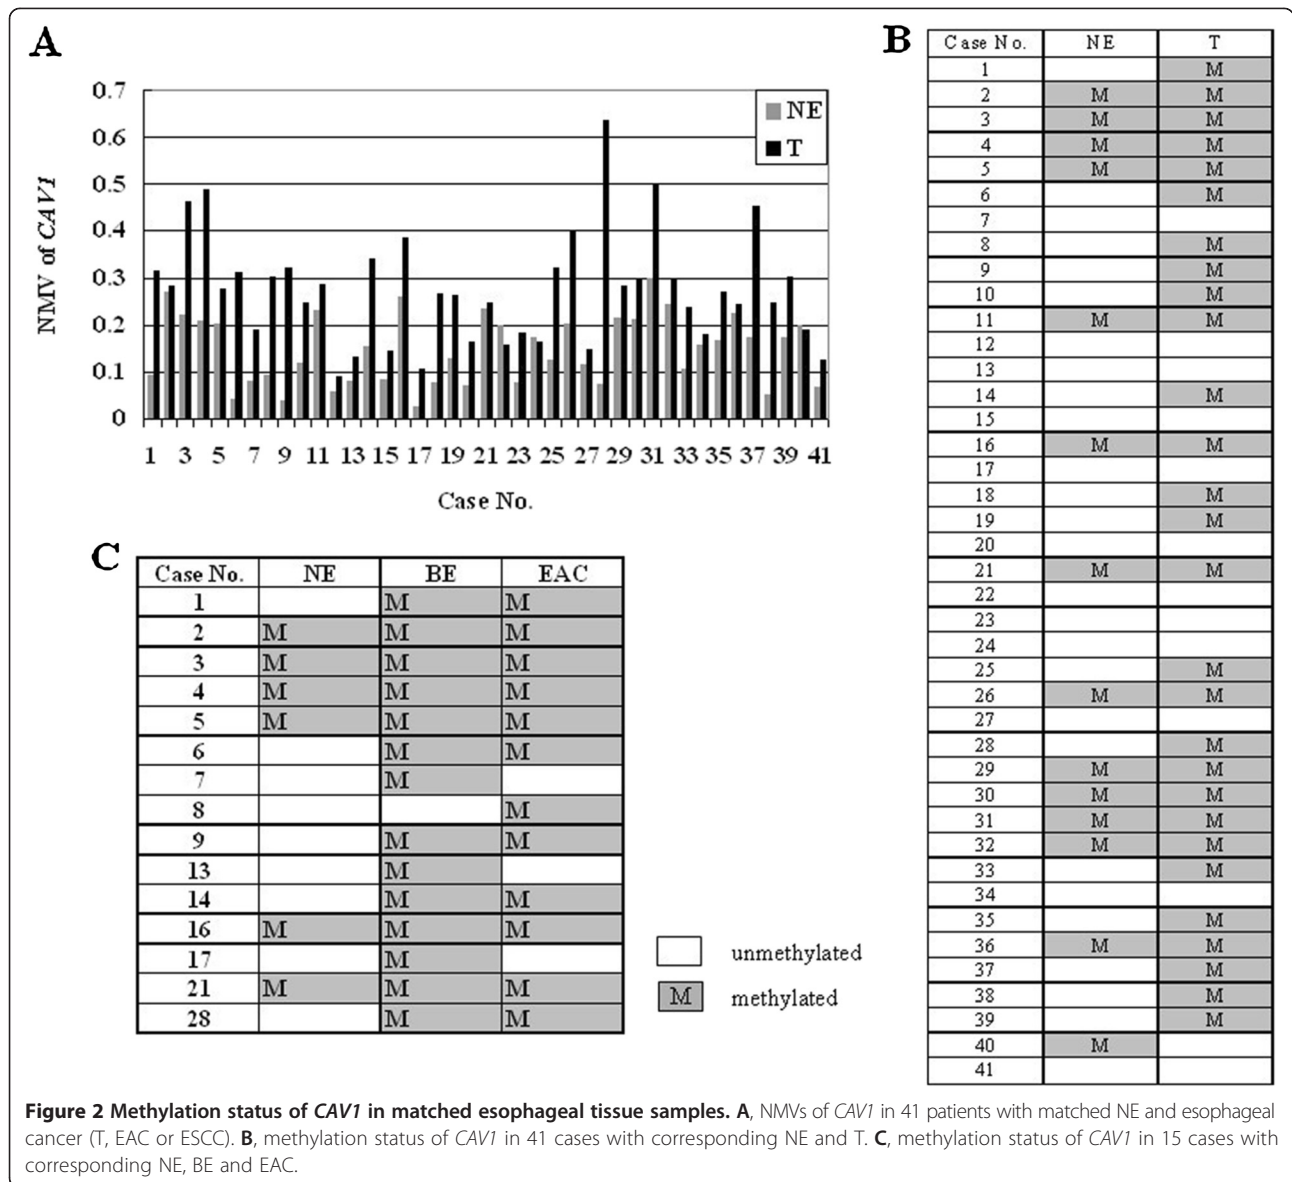 A
0.7
0.6
0.5
0.4
0.3
0.2
0.1
0
NMV of CAV1
NE
T
1 3 5 7 9 11 13 15 17 19 21 23 25 27 29 31 33 35 37 39 41
Case No.
B
Case No. NE T
1 M
2 M M
3 M M
4 M M
5 M M
6 M
7
8 M
9 M
10 M
11 M M
12
13
14 M
15
16 M M
17
18 M
19 M
20
21 M M
22
23
24
25 M
26 M M
27
28 M
29 M M
30 M M
31 M M
32 M M
33 M
34
35 M
36 M M
37 M
38 M
39 M
40 M
41
C
Case No. NE BE EAC
1 M M
2 M M M
3 M M M
4 M M M
5 M M M
6 M M
7 M
8 M
9 M M
13 M
14 M M
16 M M M
17 M
21 M M M
28 M M
unmethylated
M methylated
Figure 2 Methylation status of CAV1 in matched esophageal tissue samples. A, NMVs of CAV1 in 41 patients with matched NE and esophageal
cancer (T, EAC or ESCC). B, methylation status of CAV1 in 41 cases with corresponding NE and T. C, methylation status of CAV1 in 15 cases with
corresponding NE, BE and EAC.